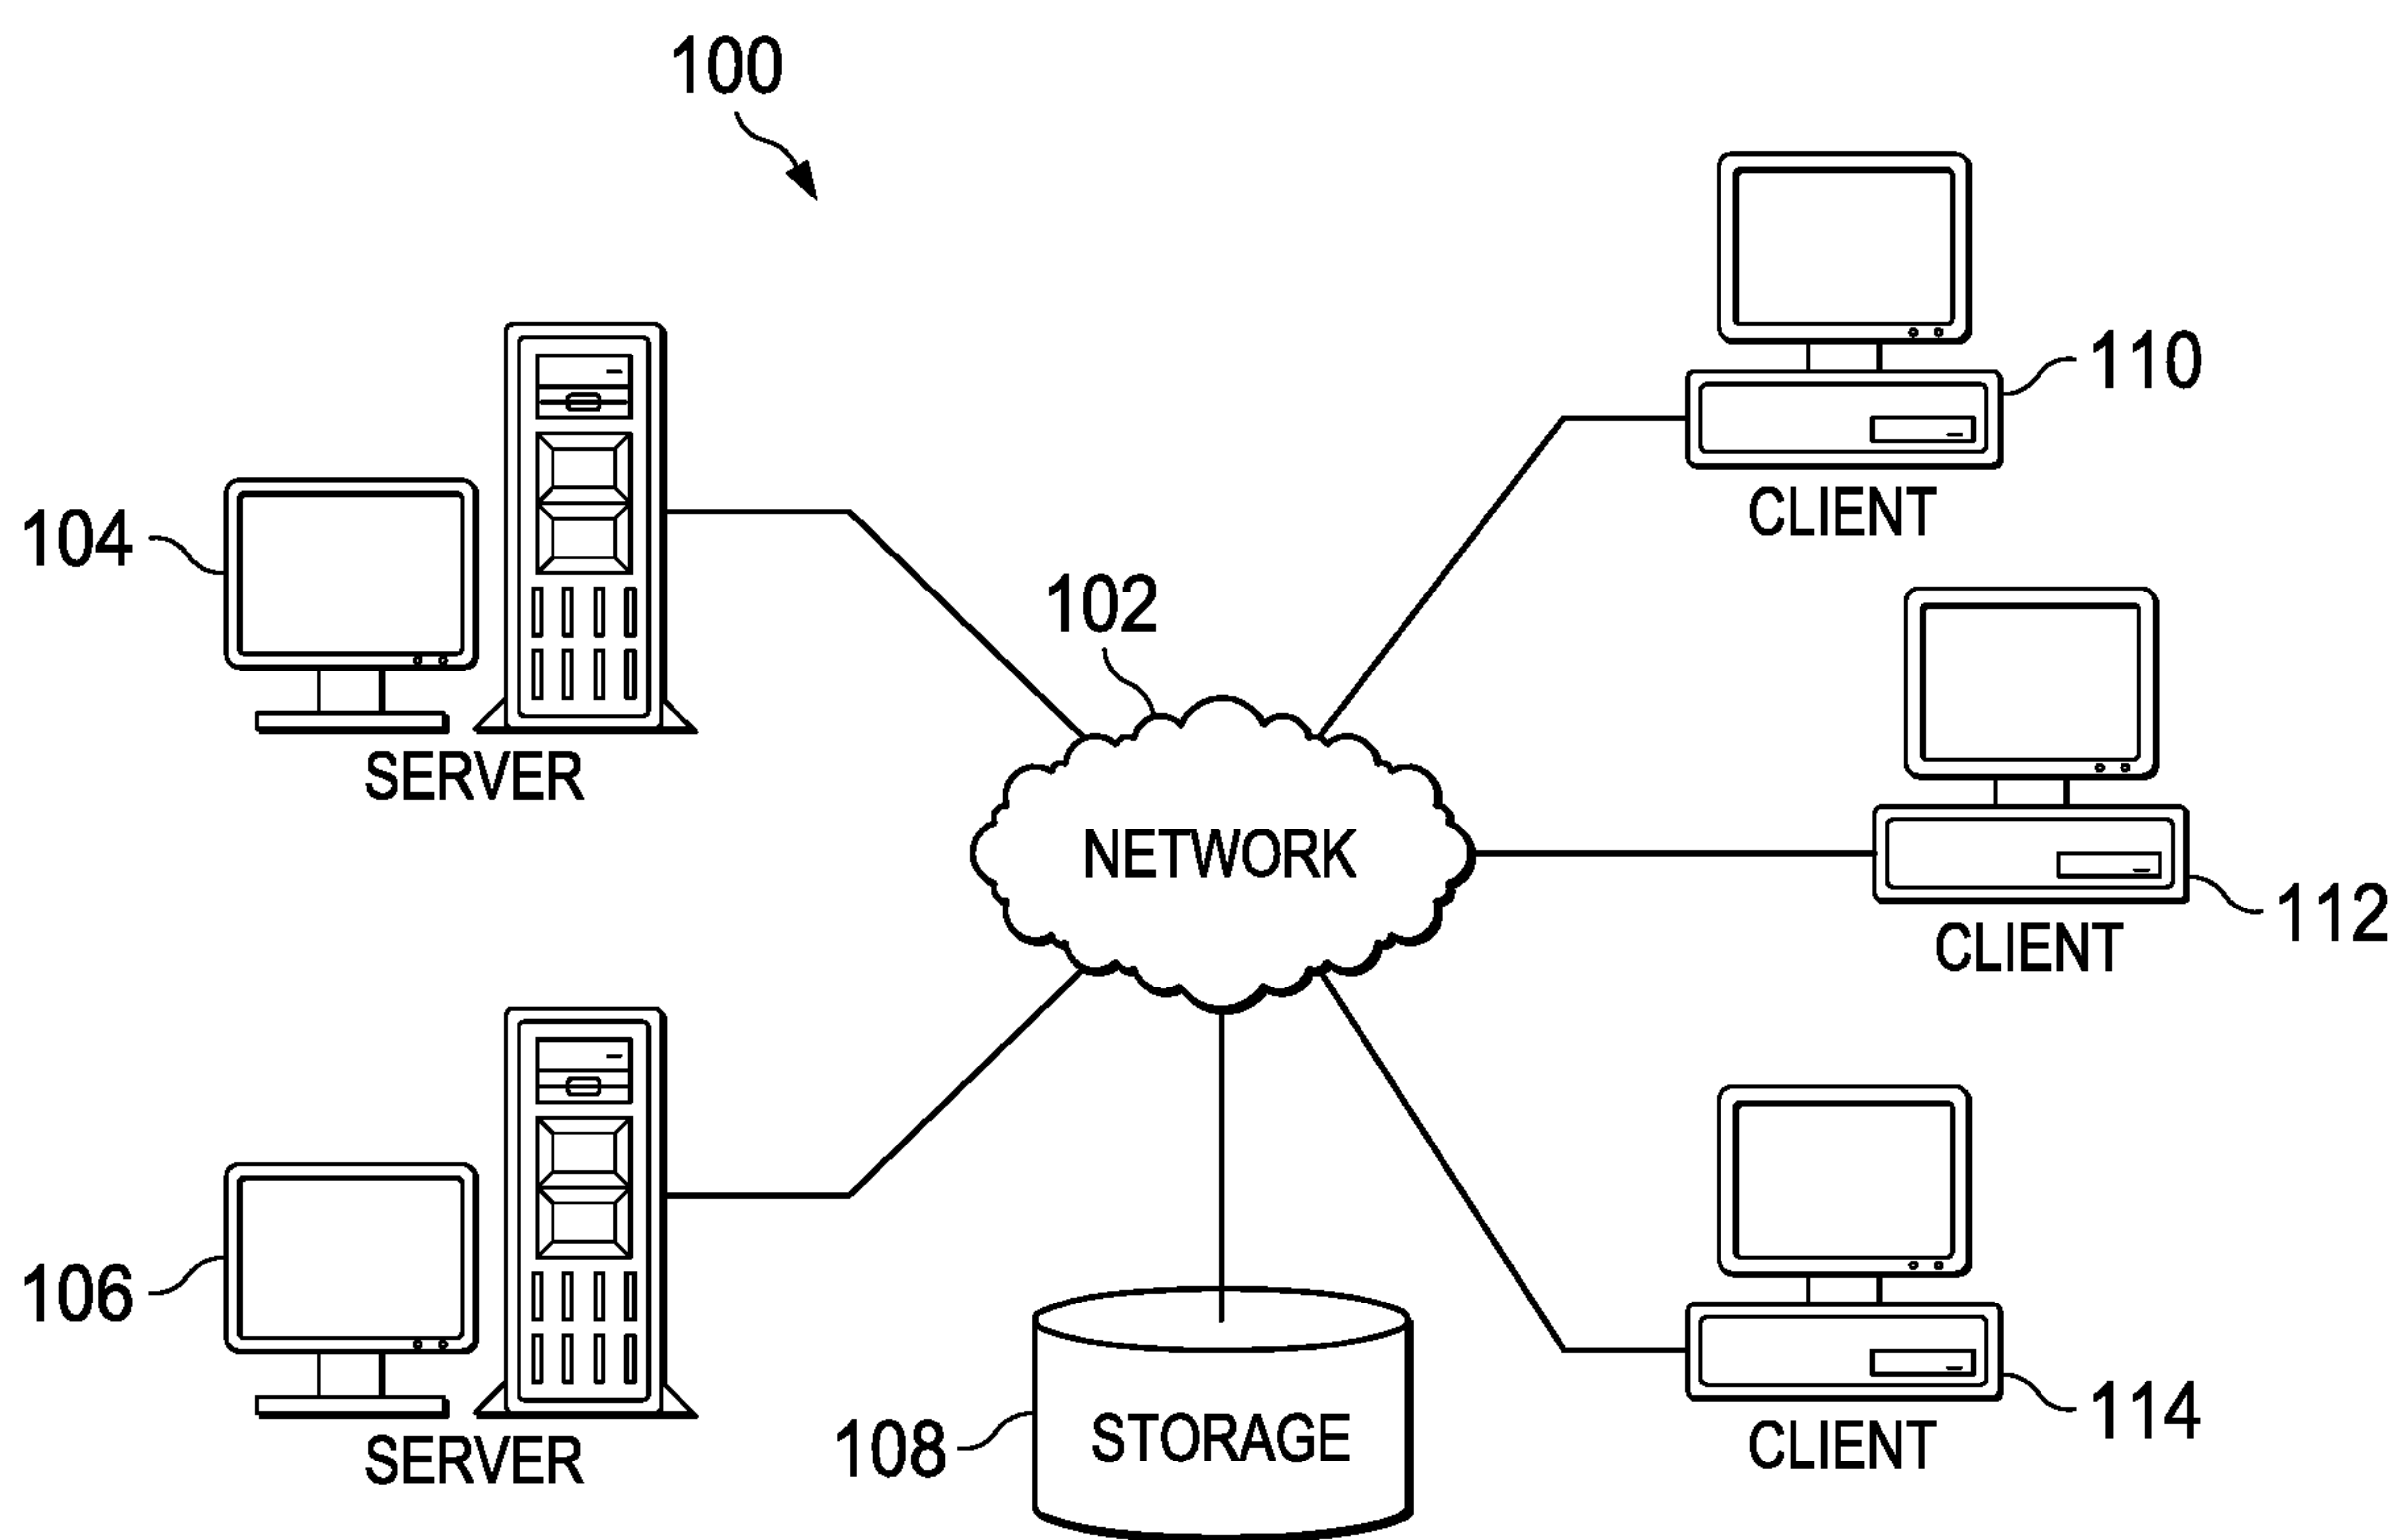 100
110
CLIENT
104
SERVER
102
NETWORK
112
CLIENT
106
SERVER
108
STORAGE
114
CLIENT